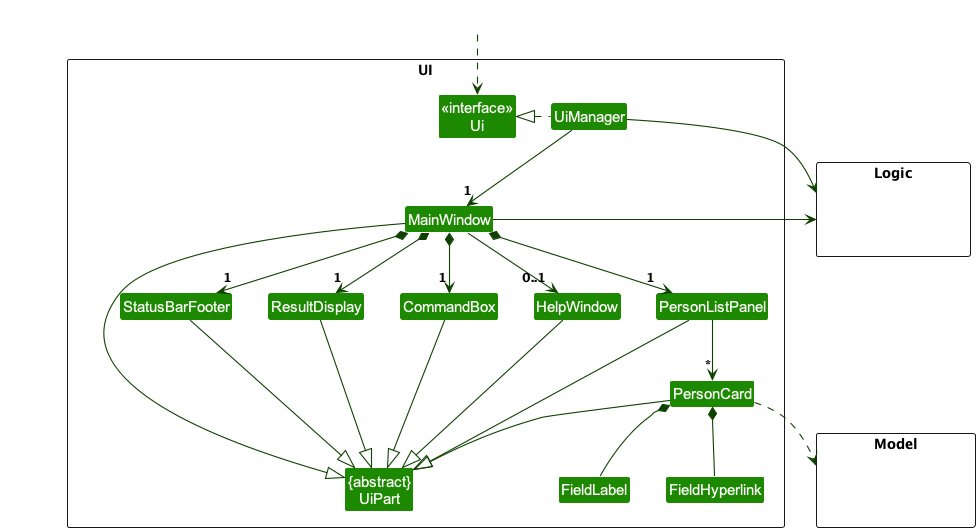 UI
«interface»
Ui
UiManager
Logic
1
MainWindow
1
1
1
0..1
1
StatusBarFooter
ResultDisplay
CommandBox
HelpWindow
PersonListPanel
*
PersonCard
Model
{abstract}
UiPart
FieldLabel
FieldHyperlink